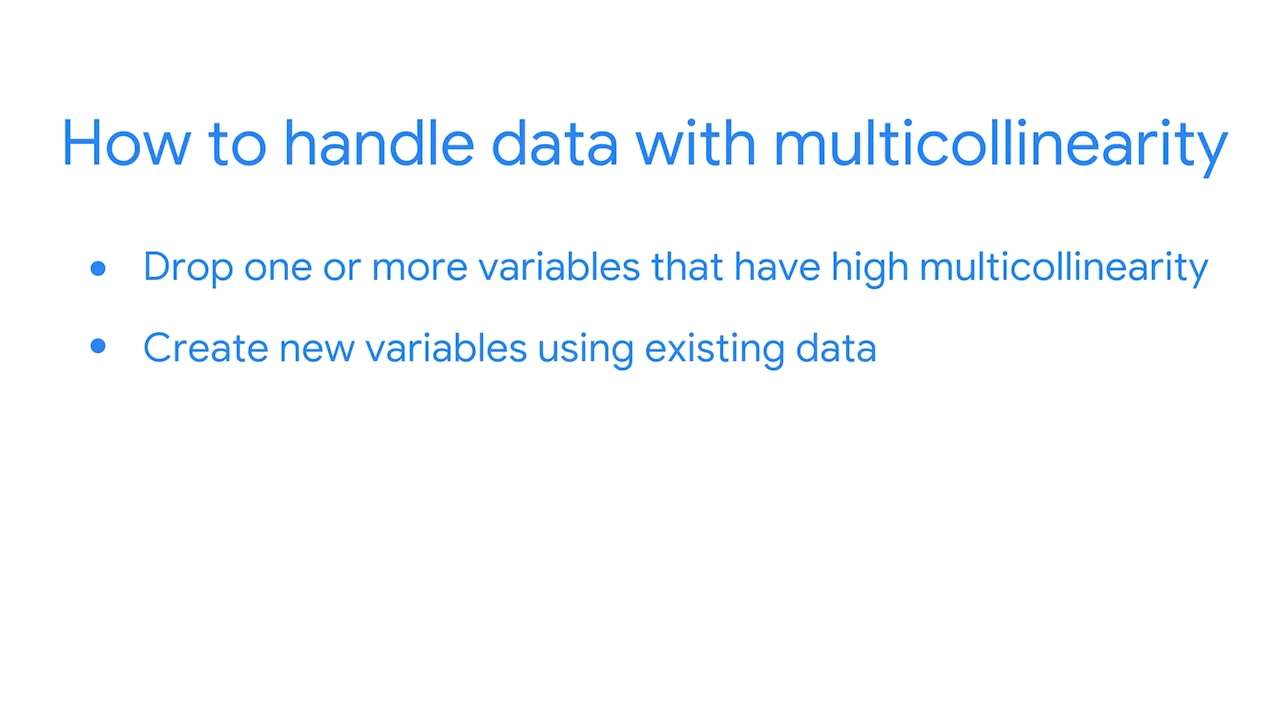 How to handle data with multicollinearity
• Drop one or more variables that have high multicollinearity
• Create new variables using existing data